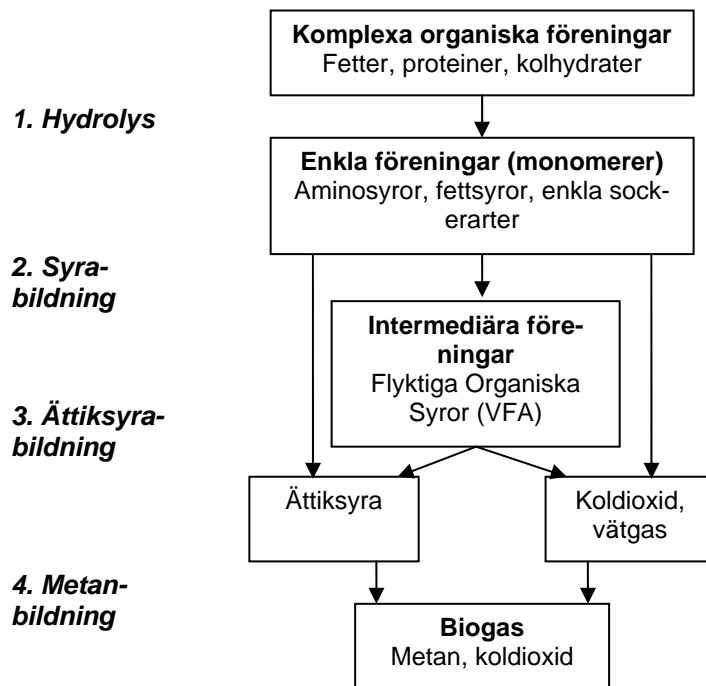 Komplexa organiska föreningar
Fetter, proteiner, kolhydrater
1. Hydrolys
Enkla föreningar (monomerer)
Aminosyror, fettsyror, enkla sock-
erarter
2. Syra-
bildning
Intermediära före-
ningar
Flyktiga Organiska
Syror (VFA)
3. Ättiksyra-
bildning
Ättiksyra
Koldioxid,
vätgas
4. Metan-
bildning
Biogas
Metan, koldioxid